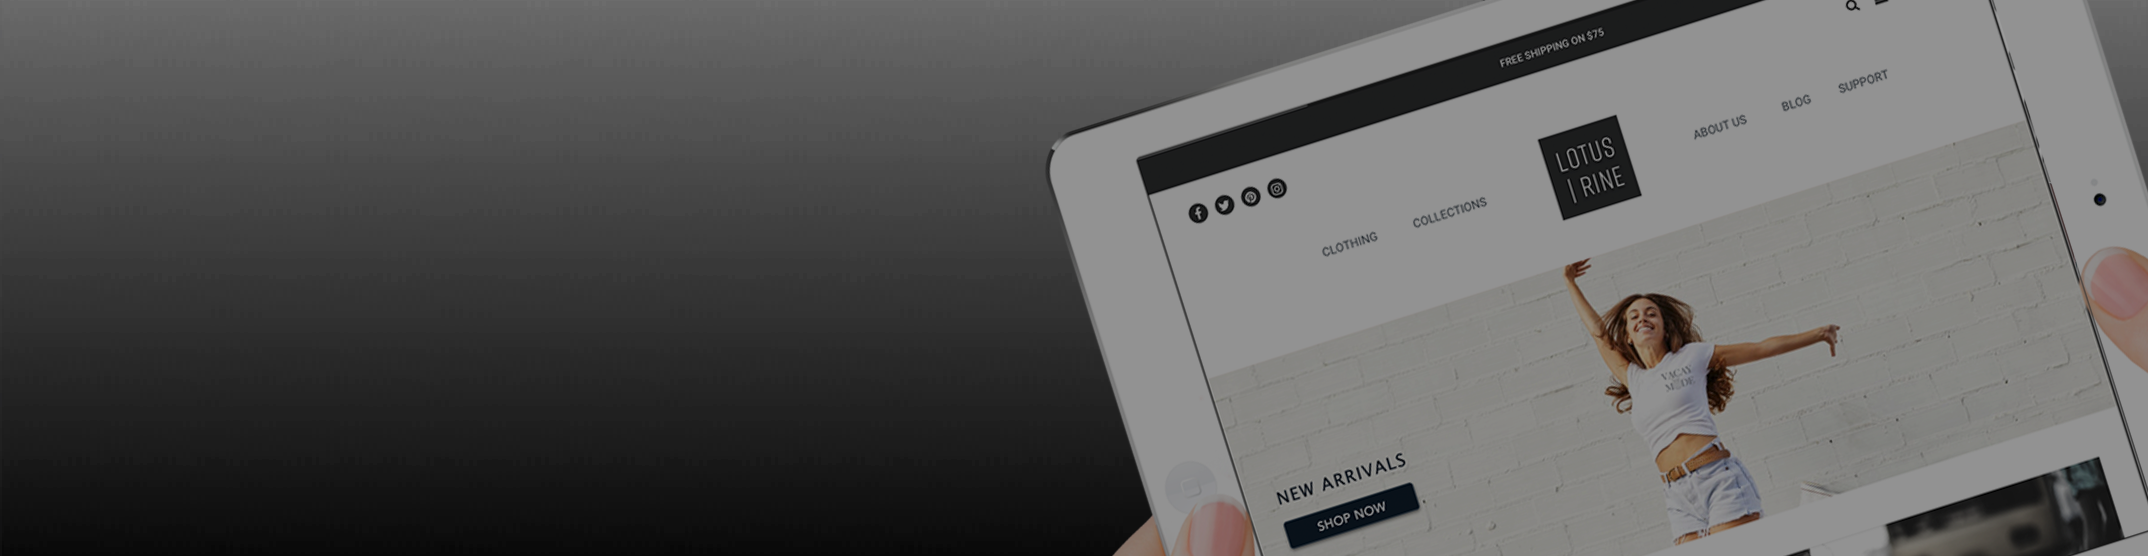 FREE SHIPPING ON $75
CLOTHING
COLLECTIONS
LOTUS
| RINE
ABOUT US
BLOG
SUPPORT
VACAY
MODE
NEW ARRIVALS
SHOP NOW